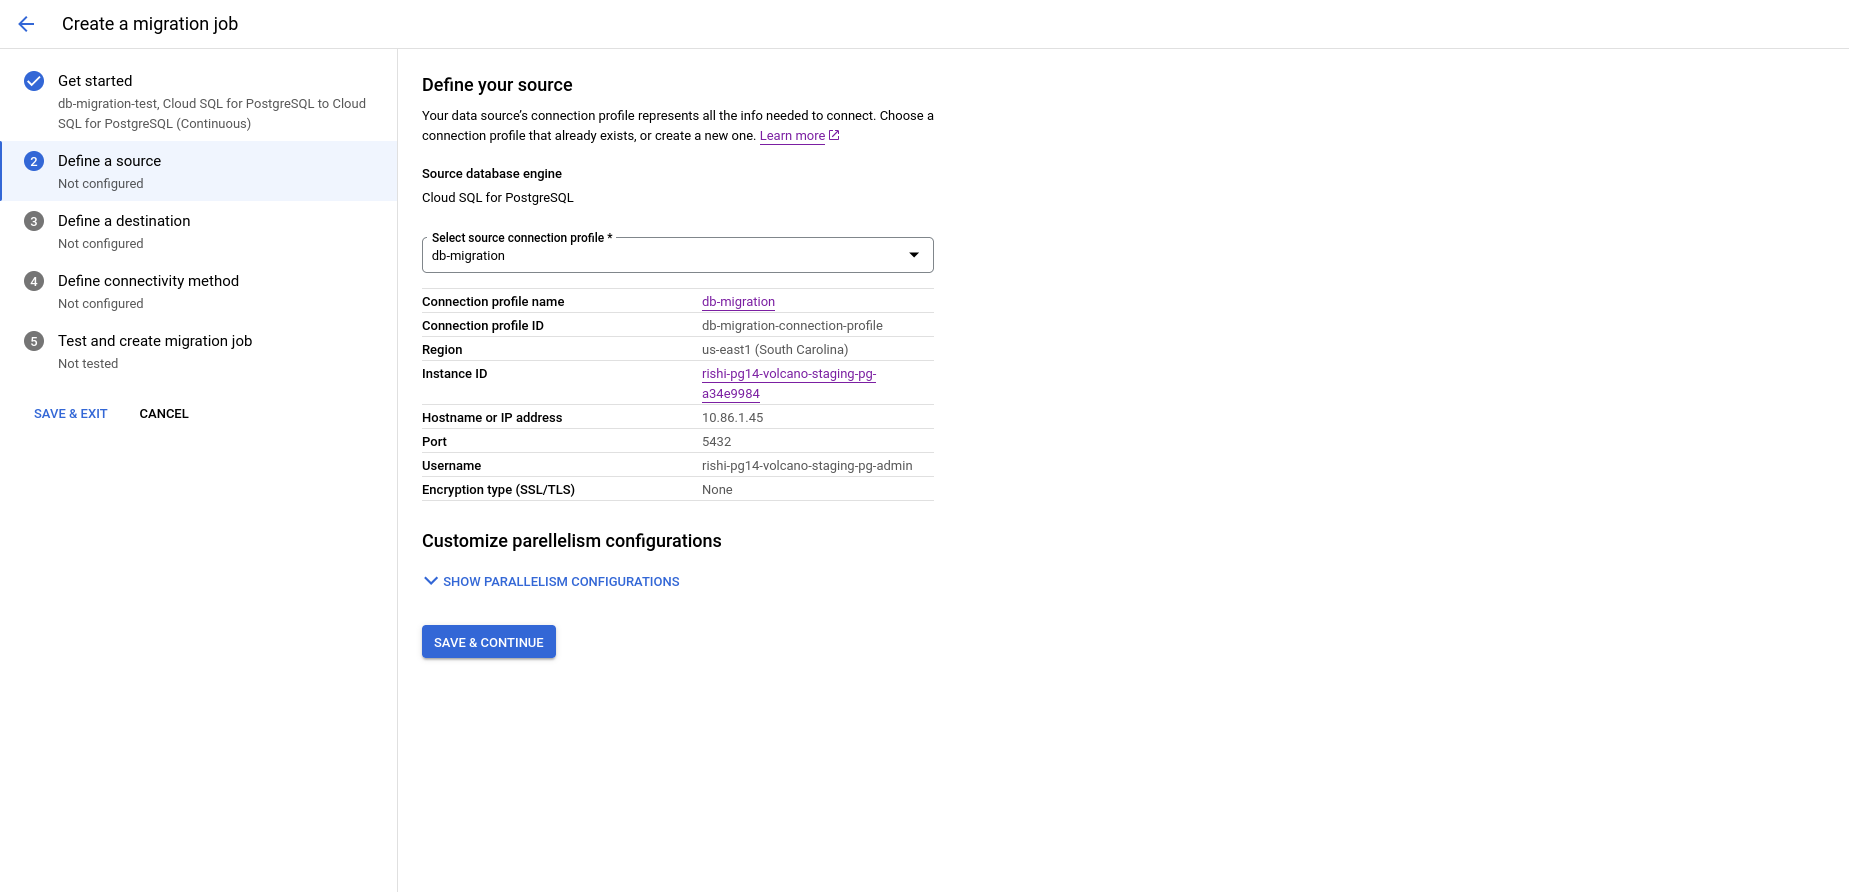 Create a migration job
Get started
db-migration-test, Cloud SQL for PostgreSQL to Cloud
SQL for PostgreSQL (Continuous)
2
Define a source
Not configured
3
Define a destination
Not configured
4
Define connectivity method
Not configured
5
Test and create migration job
Not tested
SAVE & EXIT
CANCEL
Define your source
Your data source's connection profile represents all the info needed to connect. Choose a
connection profile that already exists, or create a new one. Learn more
Source database engine
Cloud SQL for PostgreSQL
Select source connection profile *
db-migration
Connection profile name db-migration
Connection profile ID db-migration-connection-profile
Region us-east1 (South Carolina)
Instance ID rishi-pg14-volcano-staging-pg-
a34e9984
Hostname or IP address 10.86.1.45
Port 5432
Username rishi-pg14-volcano-staging-pg-admin
Encryption type (SSL/TLS) None
Customize parellelism configurations
SHOW PARALLELISM CONFIGURATIONS
SAVE & CONTINUE